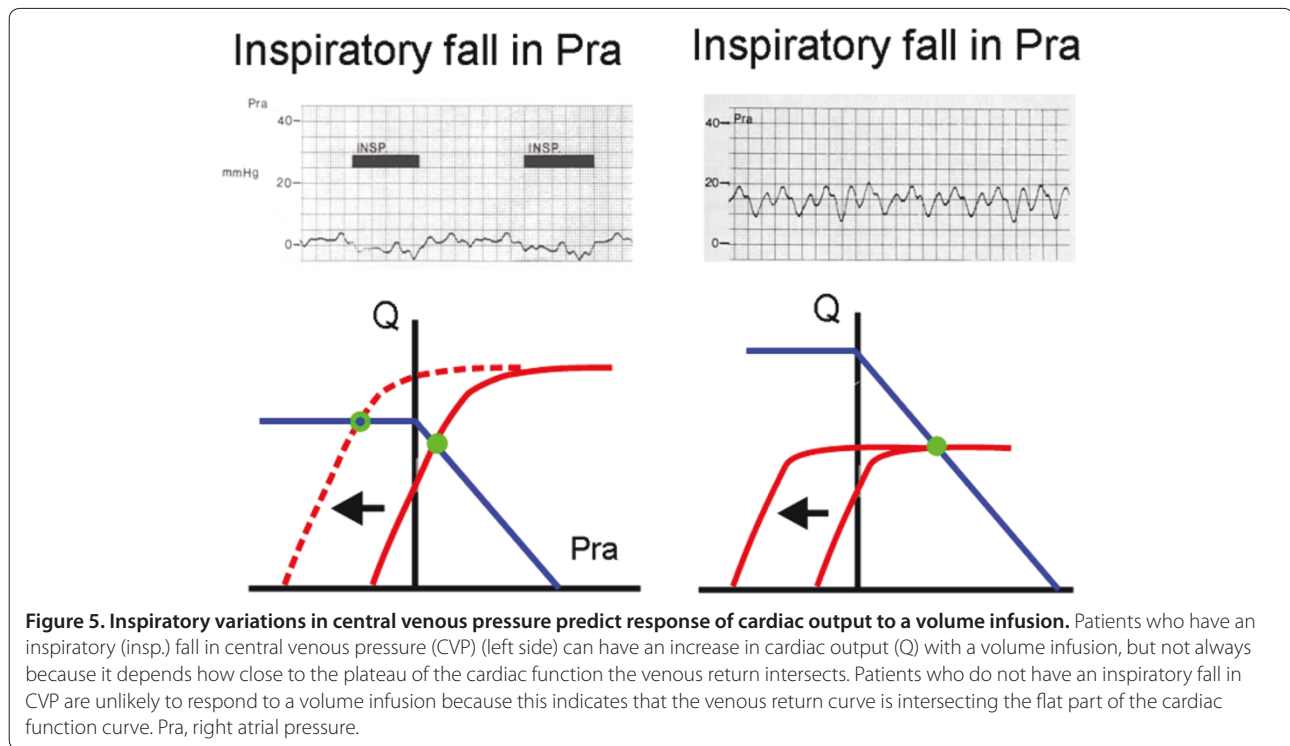 Inspiratory fall in Pra
Pra
40–
INSP.
INSP.
mmHg
20–
0–
Q
Pra
Inspiratory fall in Pra
40–
Pra
20–
0–
Q
Figure 5. Inspiratory variations in central venous pressure predict response of cardiac output to a volume infusion. Patients who have an
inspiratory (insp.) fall in central venous pressure (CVP) (left side) can have an increase in cardiac output (Q) with a volume infusion, but not always
because it depends how close to the plateau of the cardiac function the venous return intersects. Patients who do not have an inspiratory fall in
CVP are unlikely to respond to a volume infusion because this indicates that the venous return curve is intersecting the flat part of the cardiac
function curve. Pra, right atrial pressure.